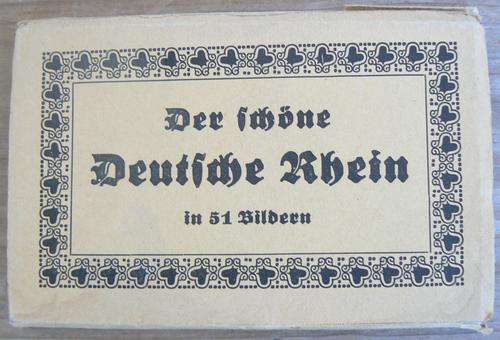 Der schöne
Deutsche Rhein
in 51 Bildern